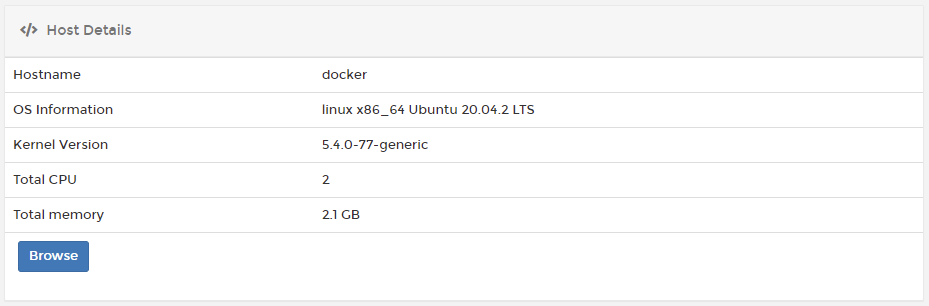 Host Details
Hostname docker
OS Information linux x86_64 Ubuntu 20.04.2 LTS
Kernel Version 5.4.0-77-generic
Total CPU 2
Total memory 2.1 GB
Browse